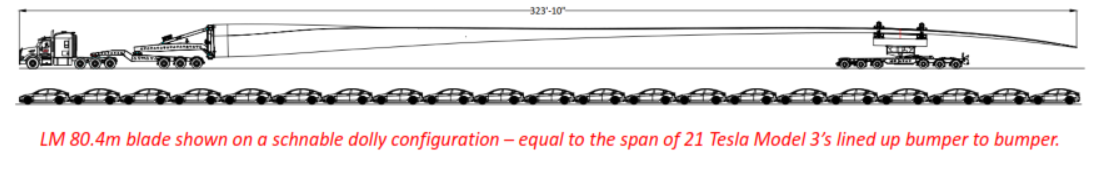 323'-10"
LM 80.4m blade shown on a schnable dolly configuration – equal to the span of 21 Tesla Model 3's lined up bumper to bumper.